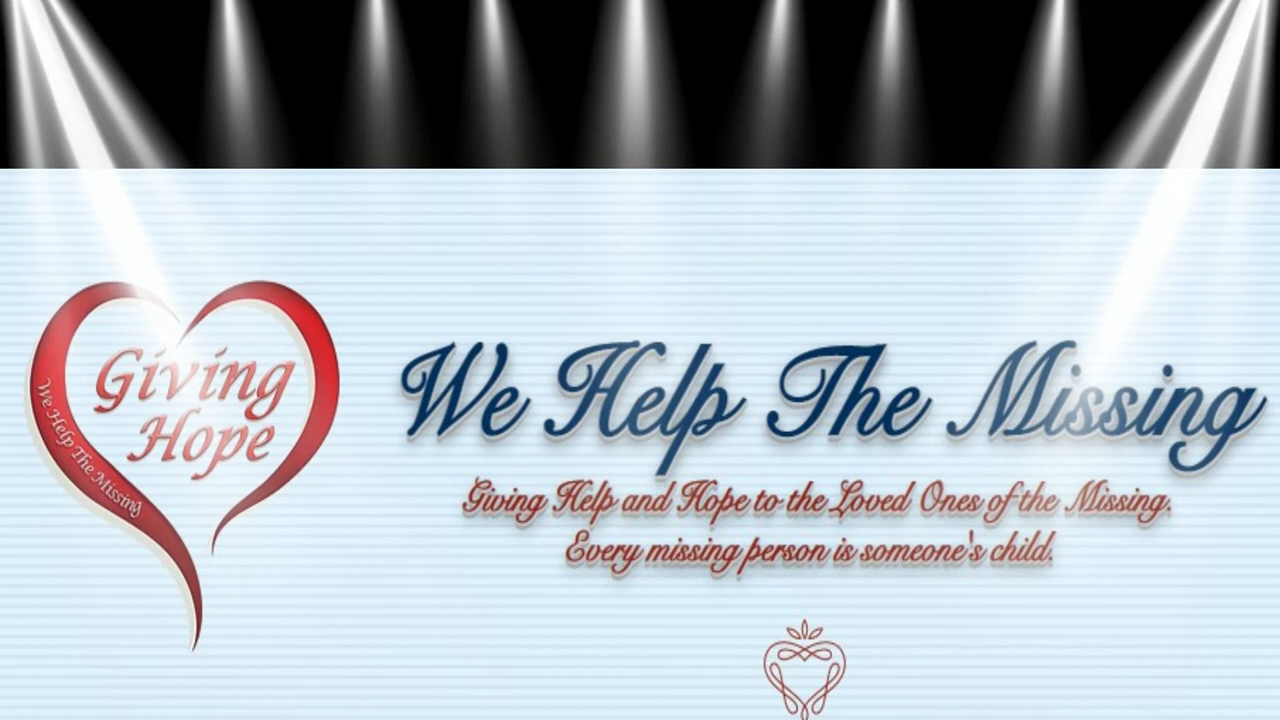 Giving
Hope
We Help The Missing
We Help The Missing
Giving Help and Hope to the Loved Ones of the Missing.
Every missing person is someone's child.